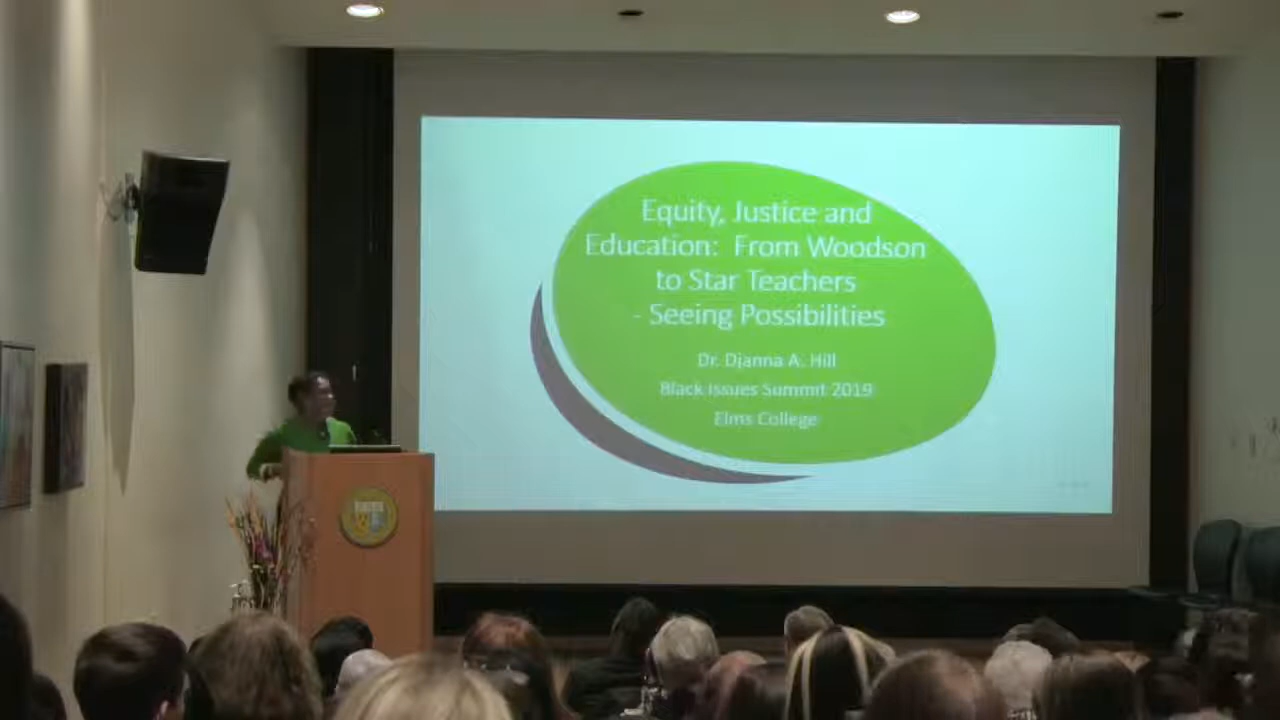 Equity, Justice and
Education: From Woodson
to Star Teachers
- Seeing Possibilities
Dr. Djanna A. Hill
Black Issues Summit 2019
Elms College